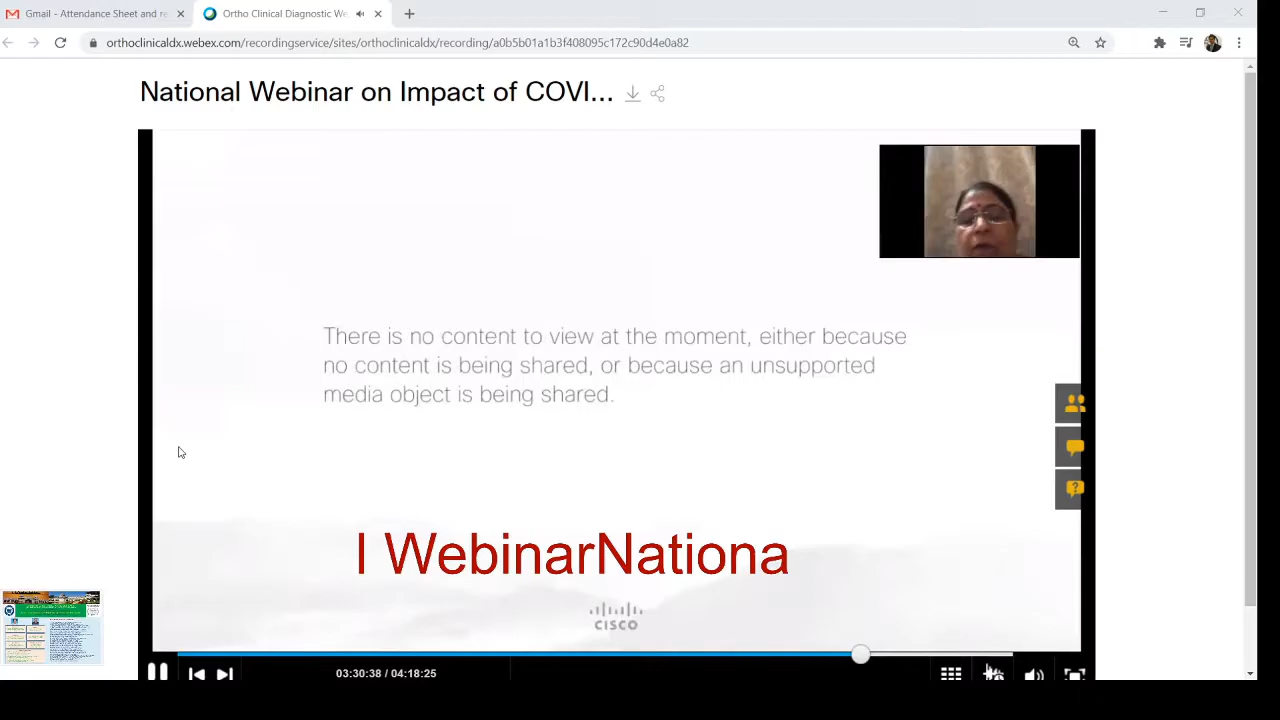 Gmail - Attendance Sheet and re
Ortho Clinical Diagnostic We
orthoclinicaldx.webex.com/recordingservice/sites/orthoclinicaldx/recording/a0b5b01a1b3f408095c172c90d4e0a82
National Webinar on Impact of COVI...
There is no content to view at the moment, either because
no content is being shared, or because an unsupported
media object is being shared.
l WebinarNationa
CISCO
03:30:38 / 04:18:25